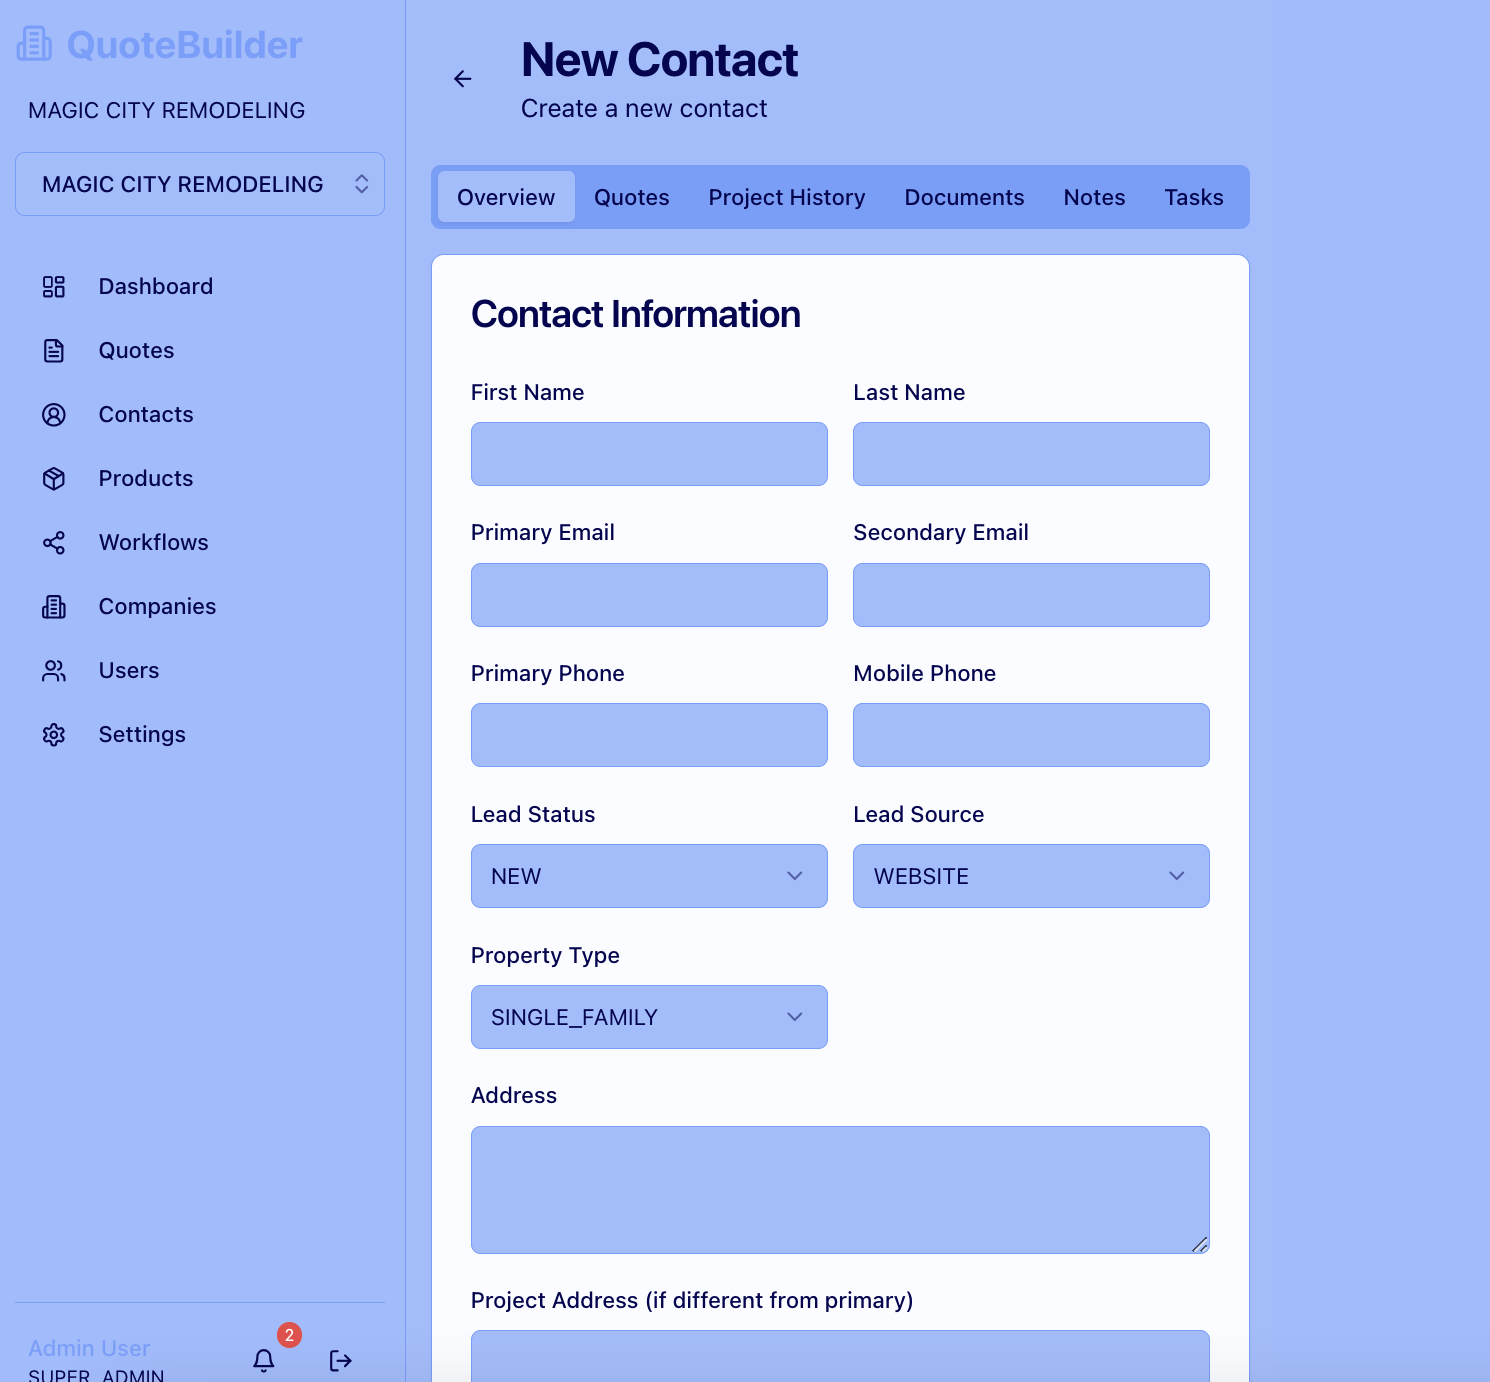 QuoteBuilder
MAGIC CITY REMODELING
MAGIC CITY REMODELING
Dashboard
Quotes
Contacts
Products
Workflows
Companies
Users
Settings
Admin User
SUPER_ADMIN
2
New Contact
Create a new contact
Overview Quotes Project History Documents Notes Tasks
Contact Information
First Name Last Name
Primary Email Secondary Email
Primary Phone Mobile Phone
Lead Status Lead Source
NEW WEBSITE
Property Type
SINGLE_FAMILY
Address
Project Address (if different from primary)